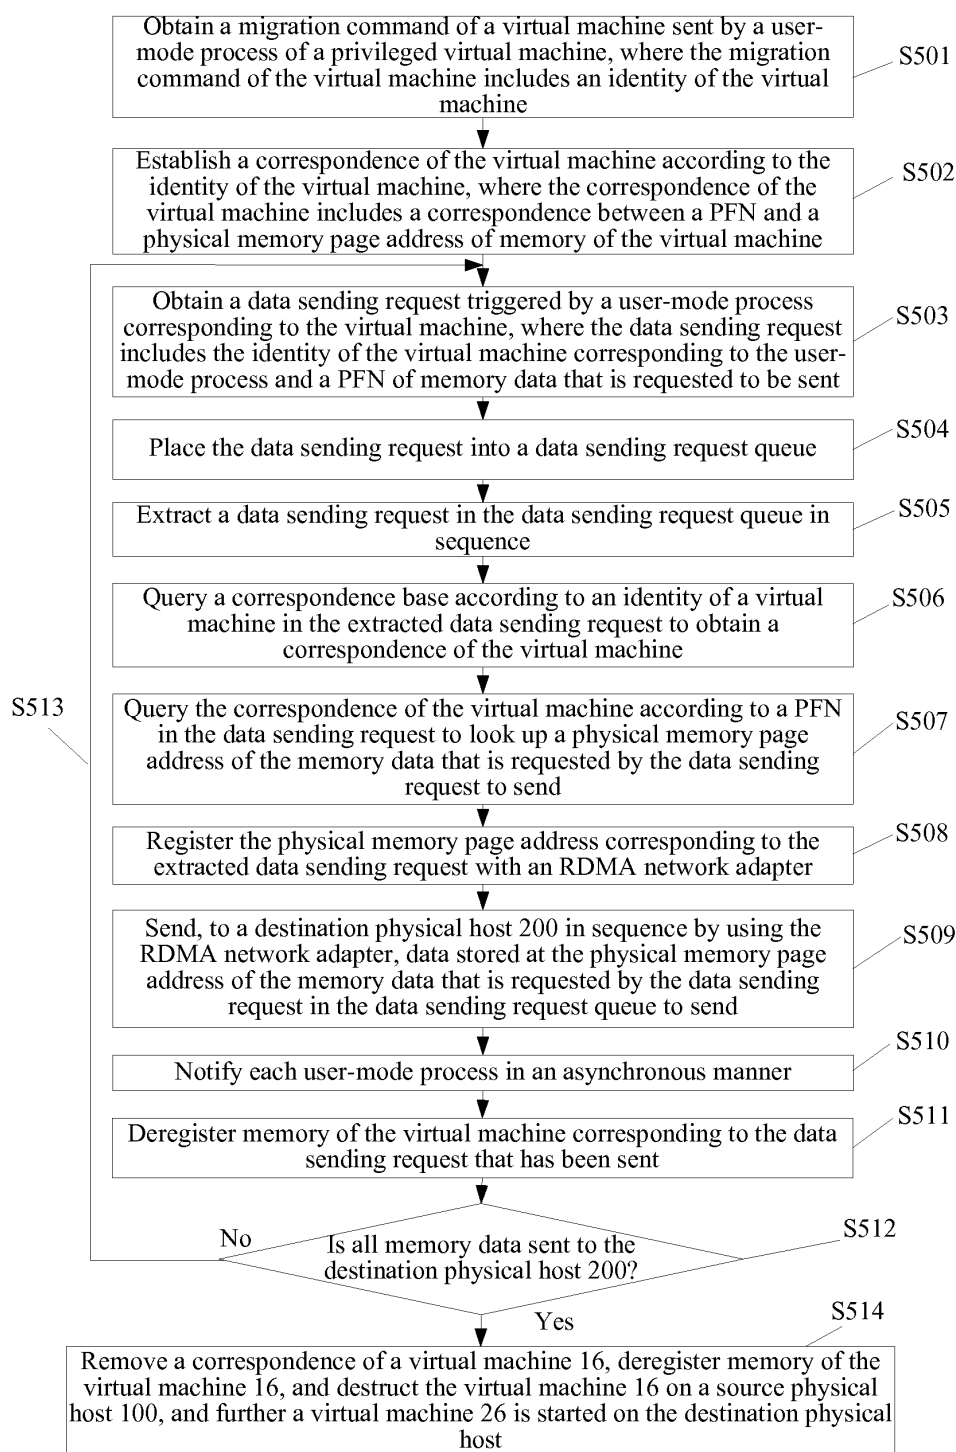 Obtain a migration command of a virtual machine sent by a user-
mode process of a privileged virtual machine, where the migration
command of the virtual machine includes an identity of the virtual
machine
S501
Establish a correspondence of the virtual machine according to the
identity of the virtual machine, where the correspondence of the
virtual machine includes a correspondence between a PFN and a
physical memory page address of memory of the virtual machine
S502
Obtain a data sending request triggered by a user-mode process
corresponding to the virtual machine, where the data sending request
includes the identity of the virtual machine corresponding to the user-
mode process and a PFN of memory data that is requested to be sent
S503
Place the data sending request into a data sending request queue
S504
Extract a data sending request in the data sending request queue in
sequence
S505
Query a correspondence base according to an identity of a virtual
machine in the extracted data sending request to obtain a
correspondence of the virtual machine
S506
S513
Query the correspondence of the virtual machine according to a PFN
in the data sending request to look up a physical memory page
address of the memory data that is requested by the data sending
request to send
S507
Register the physical memory page address corresponding to the
extracted data sending request with an RDMA network adapter
S508
Send, to a destination physical host 200 in sequence by using the
RDMA network adapter, data stored at the physical memory page
address of the memory data that is requested by the data sending
request in the data sending request queue to send
S509
Notify each user-mode process in an asynchronous manner
S510
Deregister memory of the virtual machine corresponding to the data
sending request that has been sent
S511
No
Is all memory data sent to the
destination physical host 200?
S512
Yes
S514
Remove a correspondence of a virtual machine 16, deregister memory of the
virtual machine 16, and destruct the virtual machine 16 on a source physical
host 100, and further a virtual machine 26 is started on the destination physical
host